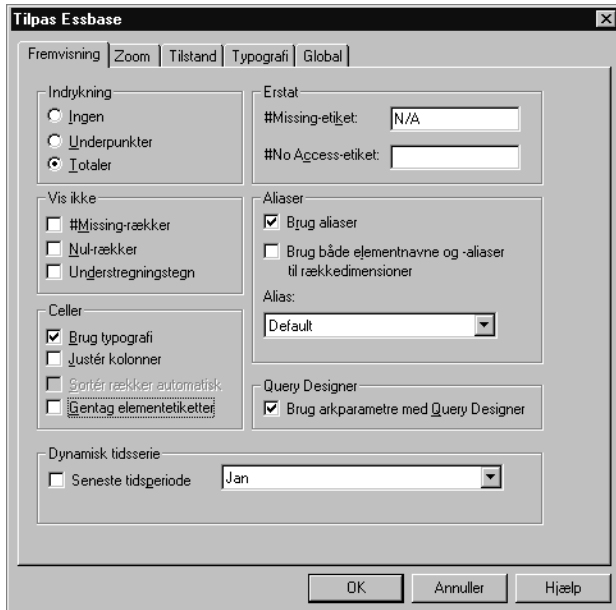 Tilpas Essbase
Fremvisning Zoom Tilstand Typografi Global
Indrykning
Ingen
Underpunkter
Totaler
Erstat
#Missing-etiket: N/A
#No Access-etiket:
Vis ikke
#Missing-rækker
Nul-rækker
Understregningstegn
Aliaser
Brug aliaser
Brug både elementnavne og -aliaser
til rækkedimensioner
Alias:
Default
Celler
Brug typografi
Justér kolonner
Sortér rækker automatisk
Gentag elementetiketter
Query Designer
Brug arkparametre med Query Designer
Dynamisk tidsserie
Seneste tidsperiode Jan
OK Annuller Hjælp